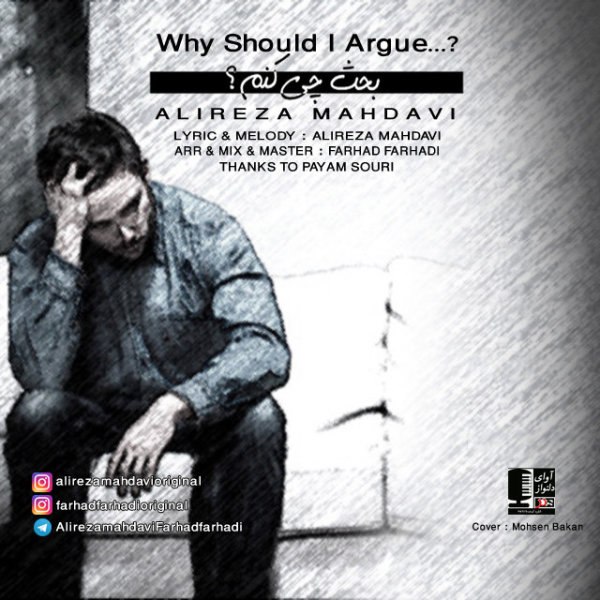 Why Should I Argue...?
بحث چی کنم؟
ALIREZA MAHDAVI
LYRIC & MELODY : ALIREZA MAHDAVI
ARR & MIX & MASTER : FARHAD FARHADI
THANKS TO PAYAM SOURI
alirezamahdavioriginal
farhadfarhadioriginal
AlirezamahdaviFarhadfarhadi
آوای
دلنواز
Cover : Mohsen Bakan